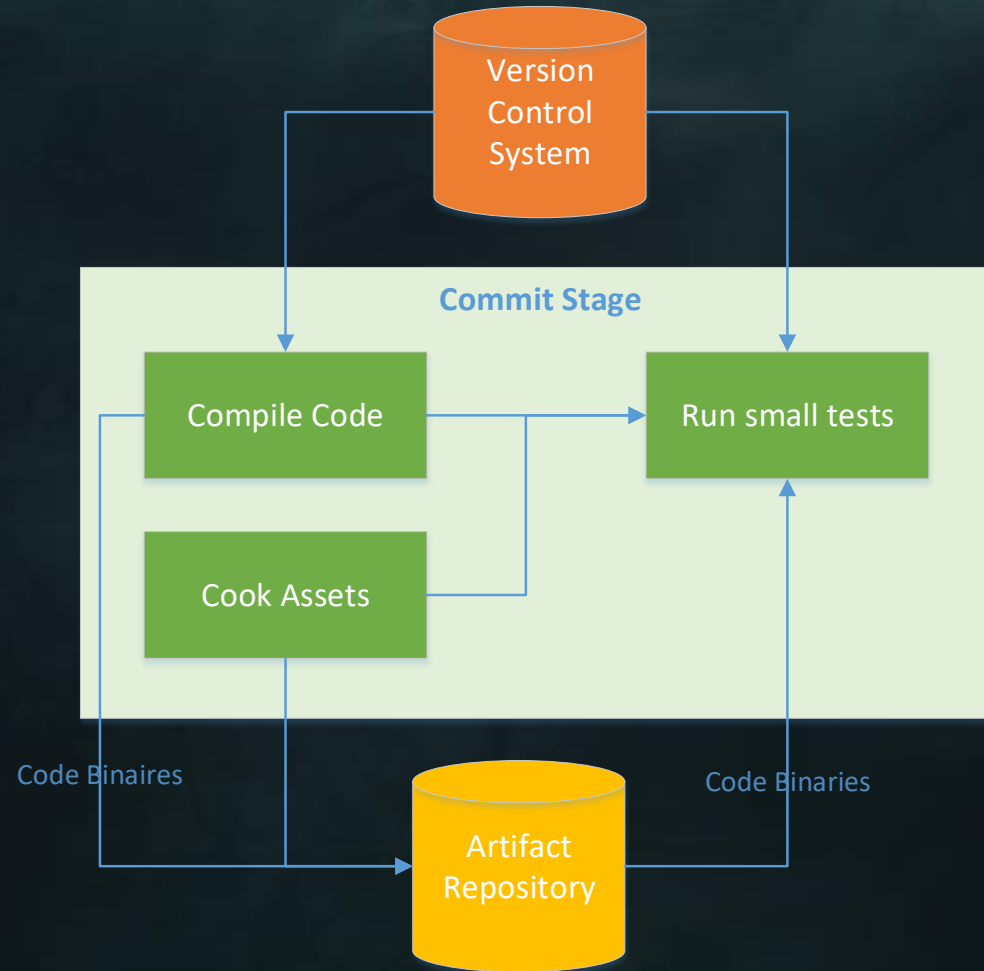 Version
Control
System
Commit Stage
Compile Code
Run small tests
Cook Assets
Code Binaires
Code Binaries
Artifact
Repository